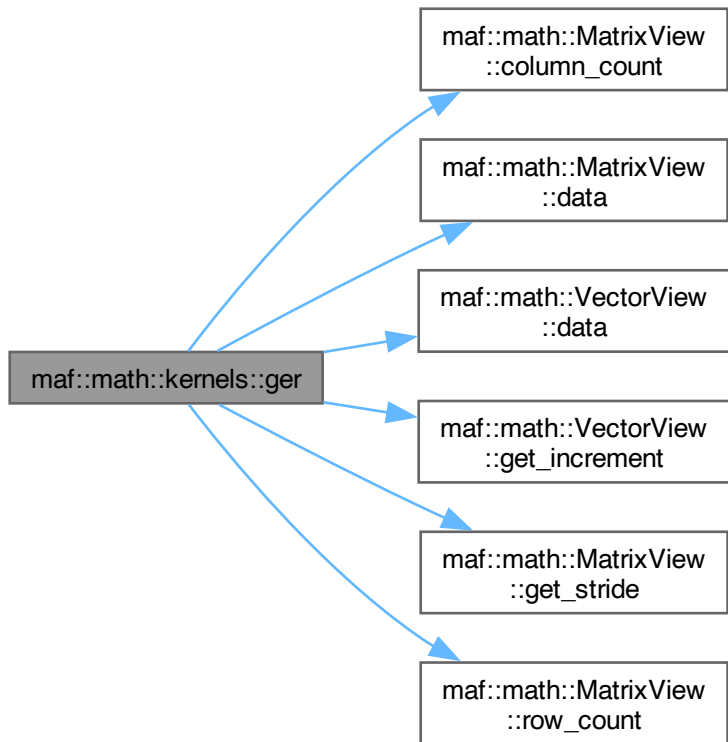 maf::math::MatrixView
::column_count
maf::math::MatrixView
::data
maf::math::VectorView
::data
maf::math::kernels::ger
maf::math::VectorView
::get_increment
maf::math::MatrixView
::get_stride
maf::math::MatrixView
::row_count